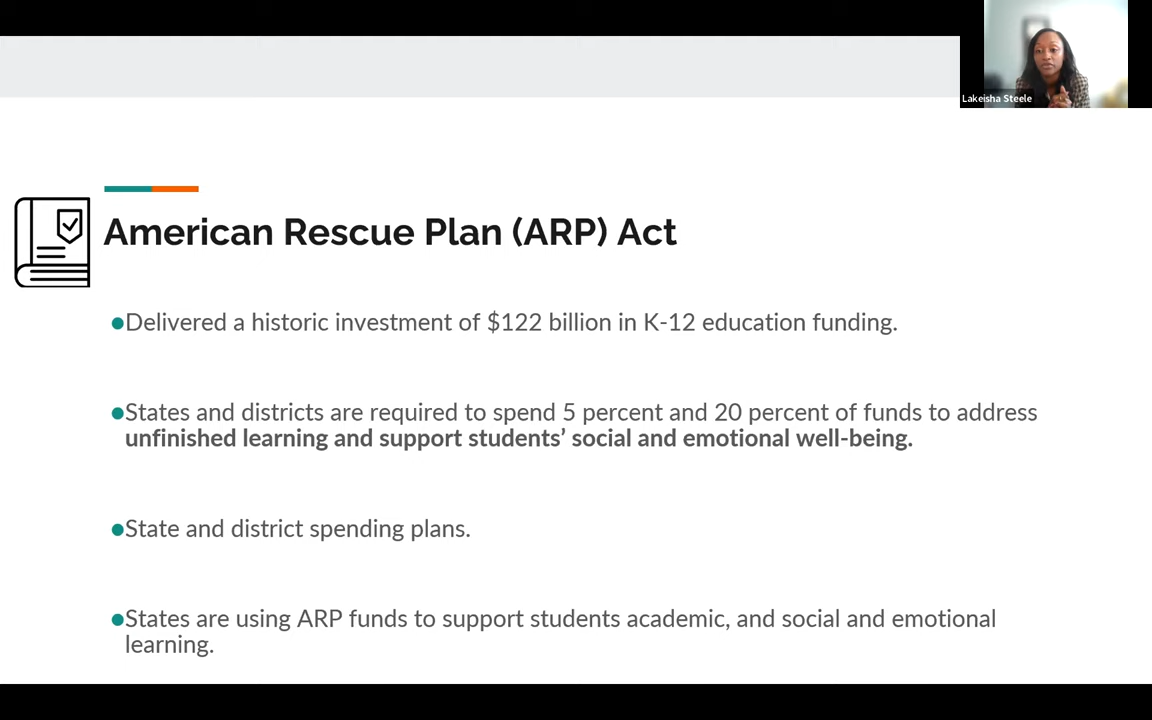 Lakeisha Steele
American Rescue Plan (ARP) Act
●Delivered a historic investment of $122 billion in K-12 education funding.
●States and districts are required to spend 5 percent and 20 percent of funds to address
unfinished learning and support students’ social and emotional well-being.
●State and district spending plans.
●States are using ARP funds to support students academic, and social and emotional
learning.